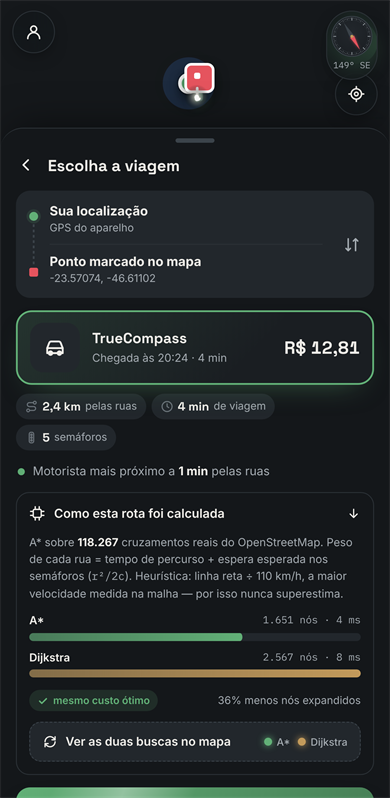 149° SE
Escolha a viagem
Sua localização
GPS do aparelho
Ponto marcado no mapa
-23.57074, -46.61102
TrueCompass
Chegada às 20:24 · 4 min
R$ 12,81
2,4 km pelas ruas
4 min de viagem
5 semáforos
Motorista mais próximo a 1 min pelas ruas
Como esta rota foi calculada
A* sobre 118.267 cruzamentos reais do OpenStreetMap. Peso
de cada rua = tempo de percurso + espera esperada nos
semáforos (r²/2c). Heurística: linha reta ÷ 110 km/h, a maior
velocidade medida na malha — por isso nunca superestima.
A* 1.651 nós · 4 ms
Dijkstra 2.567 nós · 8 ms
mesmo custo ótimo 36% menos nós expandidos
Ver as duas buscas no mapa A* Dijkstra